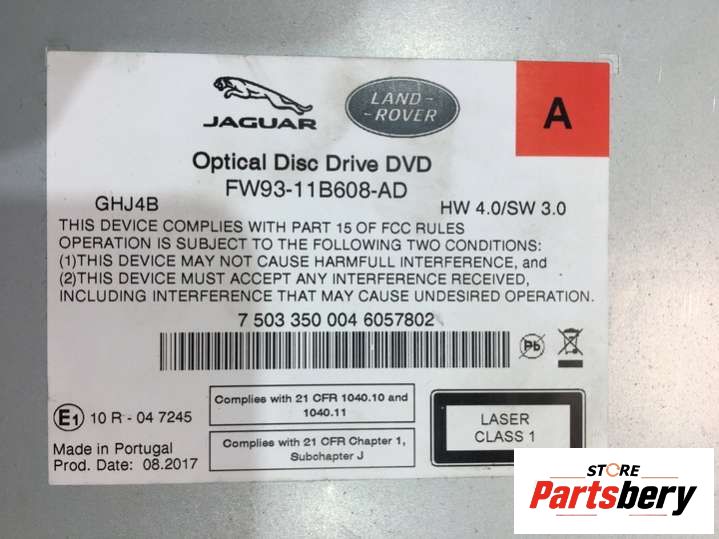 JAGUAR
LAND-
-ROVER
A
Optical Disc Drive DVD
FW93-11B608-AD
GHJ4B
HW 4.0/SW 3.0
THIS DEVICE COMPLIES WITH PART 15 OF FCC RULES
OPERATION IS SUBJECT TO THE FOLLOWING TWO CONDITIONS:
(1)THIS DEVICE MAY NOT CAUSE HARMFULL INTERFERENCE, and
(2)THIS DEVICE MUST ACCEPT ANY INTERFERENCE RECEIVED,
INCLUDING INTERFERENCE THAT MAY CAUSE UNDESIRED OPERATION.
7 503 350 004 6057802
Pb
E1 10 R - 04 7245
Complies with 21 CFR 1040.10 and
1040.11
Complies with 21 CFR Chapter 1,
Subchapter J
LASER
CLASS 1
Made in Portugal
Prod. Date: 08.2017
STORE
Partsbery